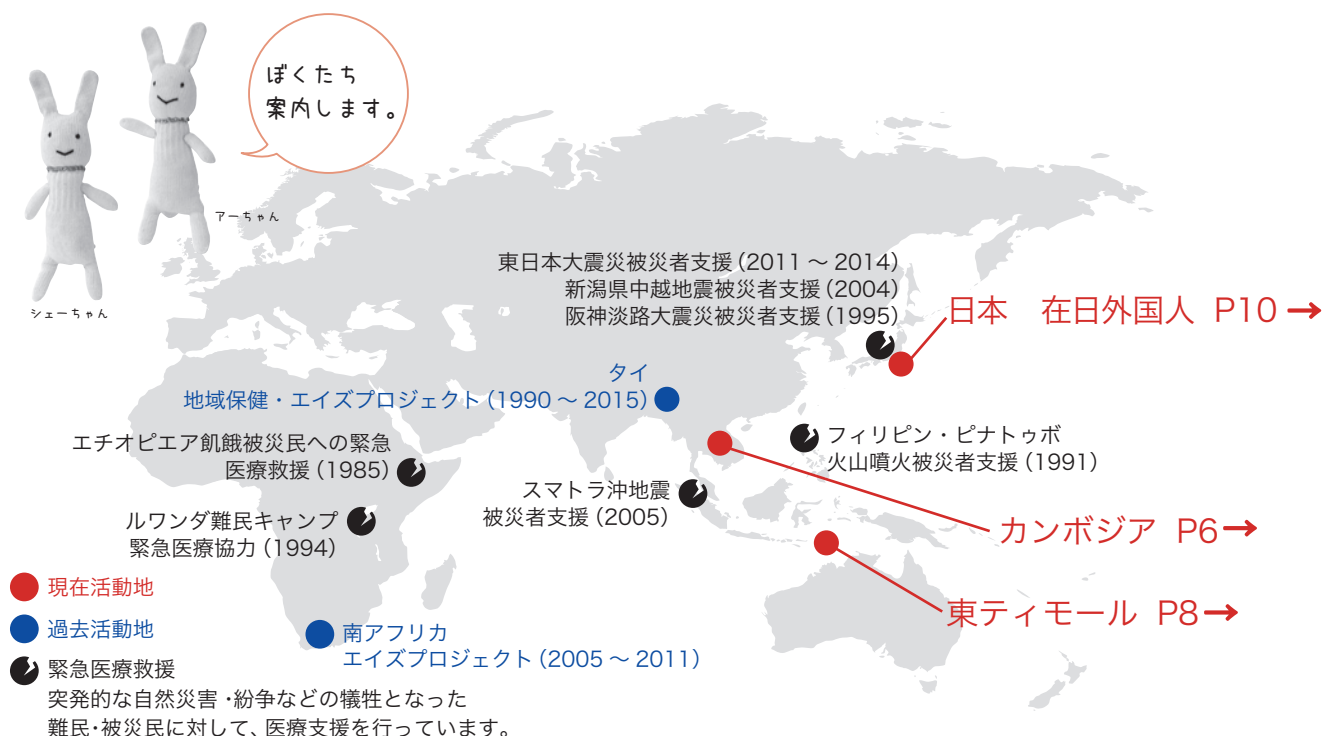 ぼくたち
案内します。
アーちゃん
シェーちゃん
東日本大震災被災者支援（2011 〜 2014）
新潟県中越地震被災者支援（2004）
阪神淡路大震災被災者支援（1995）
日本　在日外国人 P10 →
タイ
地域保健・エイズプロジェクト（1990 〜 2015）
エチオピエア飢餓被災民への緊急
医療救援（1985）
フィリピン・ピナトゥボ
火山噴火被災者支援（1991）
スマトラ沖地震
被災者支援（2005）
ルワンダ難民キャンプ
緊急医療協力（1994）
カンボジア P6→
東ティモール P8→
現在活動地
過去活動地
南アフリカ
エイズプロジェクト（2005 〜 2011）
緊急医療救援
突発的な自然災害・紛争などの犠牲となった
難民・被災民に対して、医療支援を行っています。